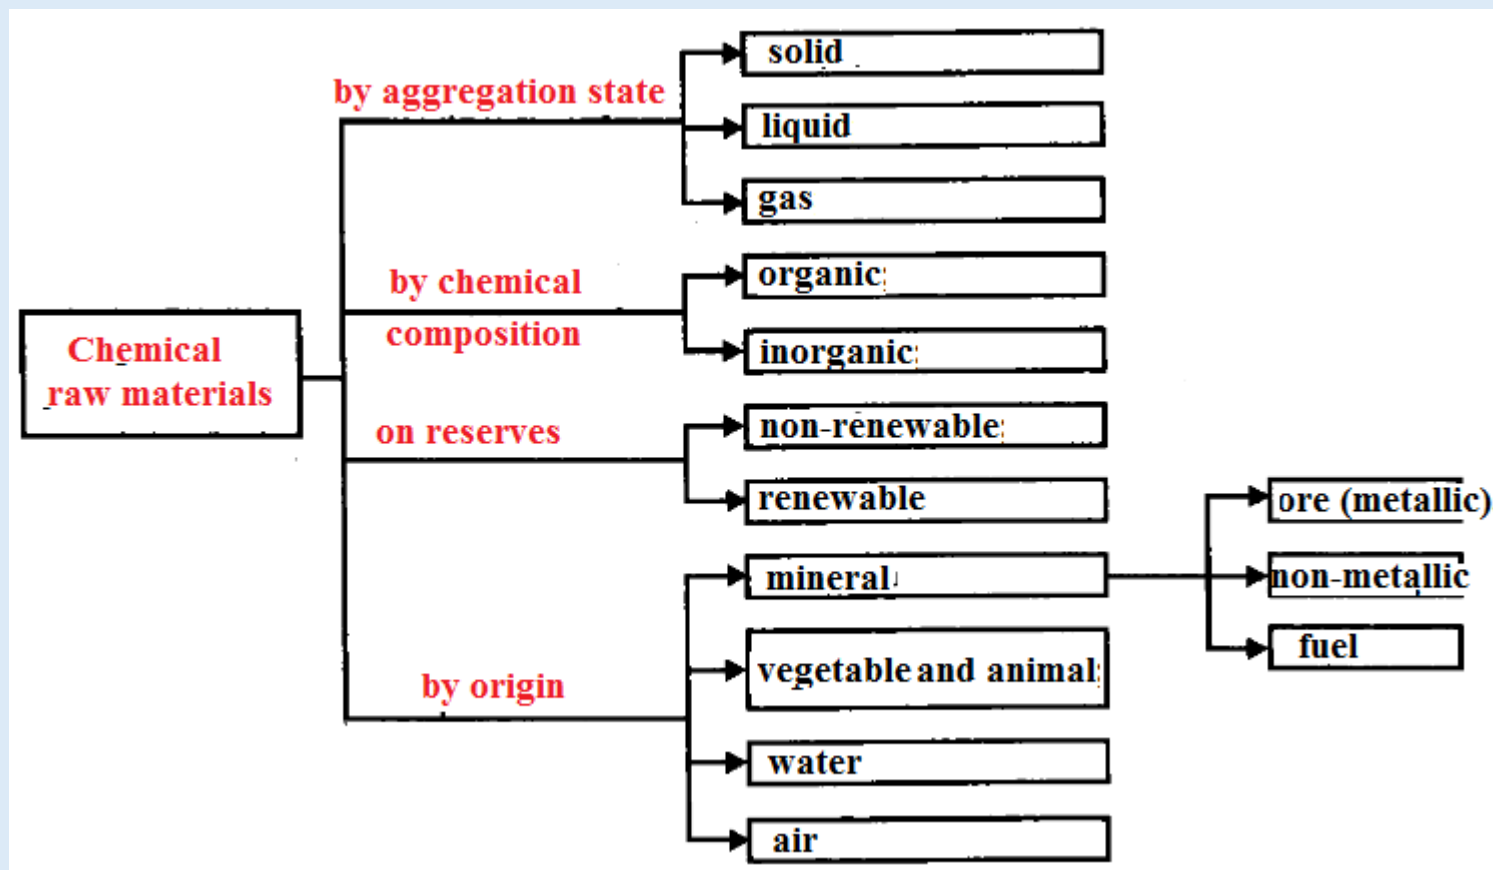 Chemical
raw materials
by aggregation state
solid
liquid
gas
by chemical
composition
organic
inorganic
on reserves
non-renewable
renewable
by origin
mineral
vegetable and animal
water
air
ore (metallic)
non-metallic
fuel